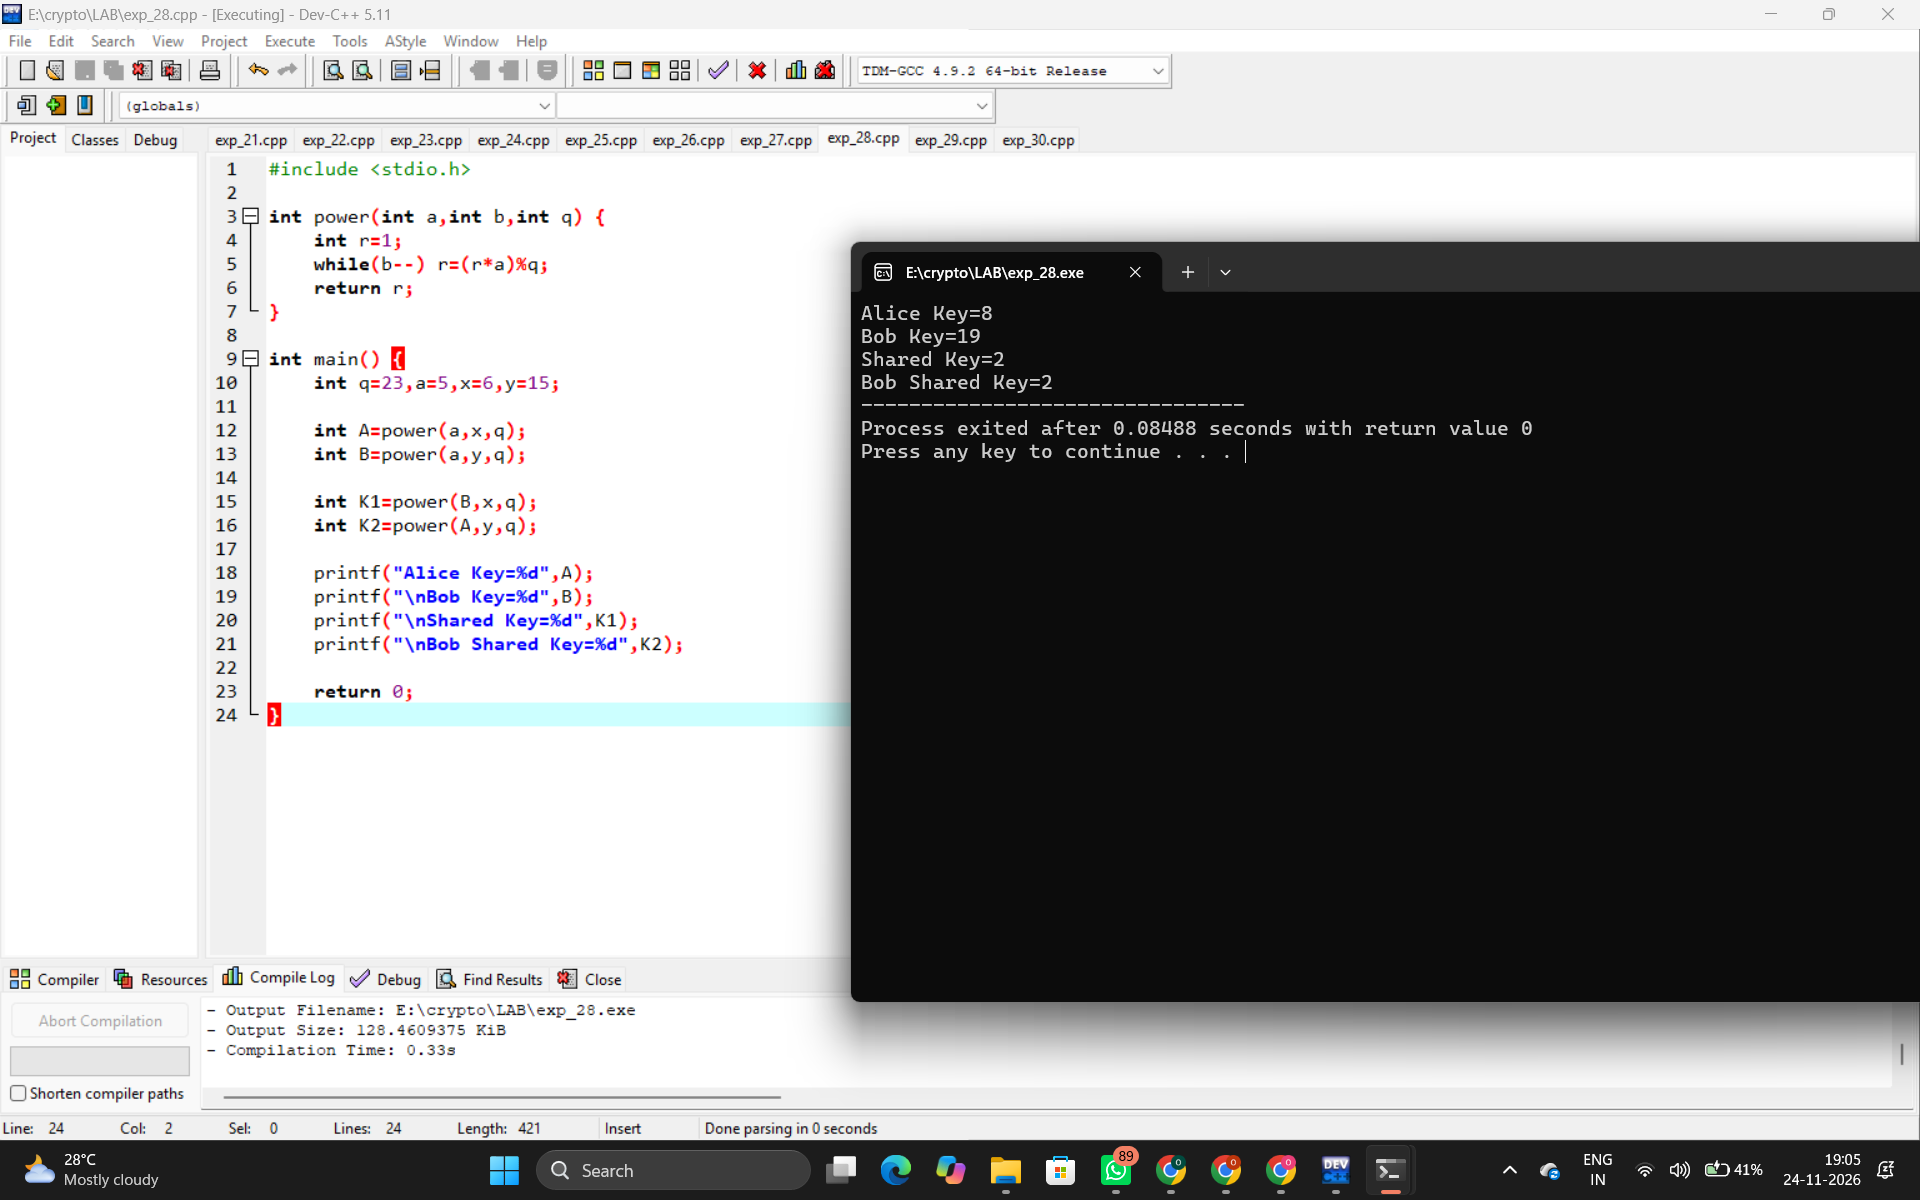 E:\crypto\LAB\exp_28.cpp - [Executing] - Dev-C++ 5.11
File Edit Search View Project Execute Tools AStyle Window Help
TDM-GCC 4.9.2 64-bit Release
(globals)
Project Classes Debug
exp_21.cpp exp_22.cpp exp_23.cpp exp_24.cpp exp_25.cpp exp_26.cpp exp_27.cpp exp_28.cpp exp_29.cpp exp_30.cpp
1 #include <stdio.h>
2
3 int power(int a,int b,int q) {
4 int r=1;
5 while(b--) r=(r*a)%q;
6 return r;
7 }
8
9 int main() {
10 int q=23,a=5,x=6,y=15;
11
12 int A=power(a,x,q);
13 int B=power(a,y,q);
14
15 int K1=power(B,x,q);
16 int K2=power(A,y,q);
17
18 printf("Alice Key=%d",A);
19 printf("\nBob Key=%d",B);
20 printf("\nShared Key=%d",K1);
21 printf("\nBob Shared Key=%d",K2);
22
23 return 0;
24 }
E:\crypto\LAB\exp_28.exe
Alice Key=8
Bob Key=19
Shared Key=2
Bob Shared Key=2
--------------------------------
Process exited after 0.08488 seconds with return value 0
Press any key to continue . . .
Compiler Resources Compile Log Debug Find Results Close
Abort Compilation
Shorten compiler paths
- Output Filename: E:\crypto\LAB\exp_28.exe
- Output Size: 128.4609375 KiB
- Compilation Time: 0.33s
Line: 24 Col: 2 Sel: 0 Lines: 24 Length: 421 Insert Done parsing in 0 seconds
28°C
Mostly cloudy
Search
89
DEV
C++
ENG
IN
41%
19:05
24-11-2026